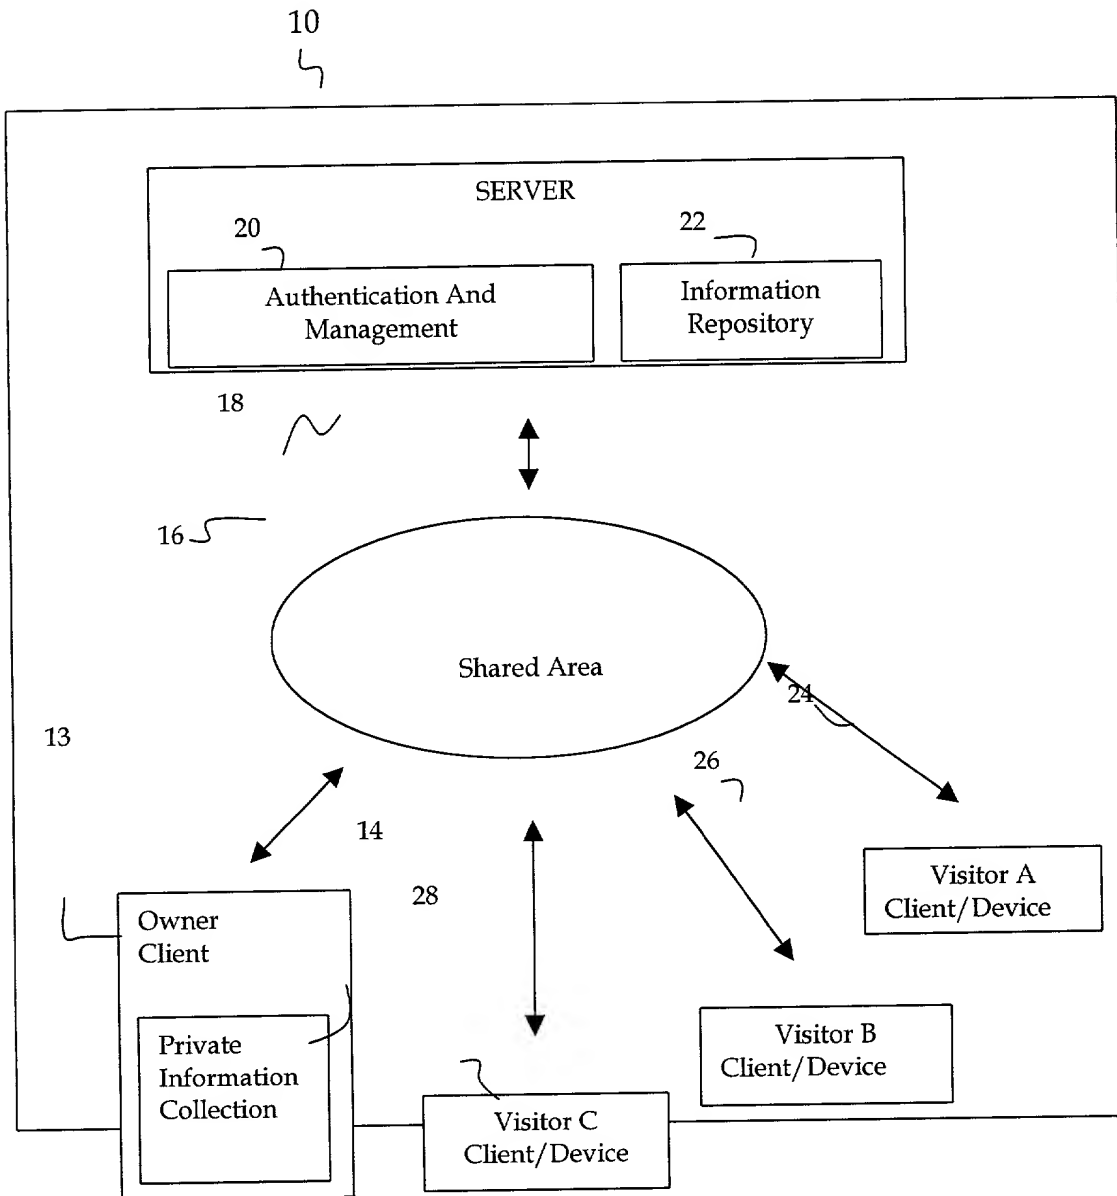 10
SERVER
20
22
Authentication And
Management
Information
Repository
18
16
Shared Area
24
13
26
14
28
Visitor A
Client/Device
Owner
Client
Visitor B
Client/Device
Private
Information
Collection
Visitor C
Client/Device